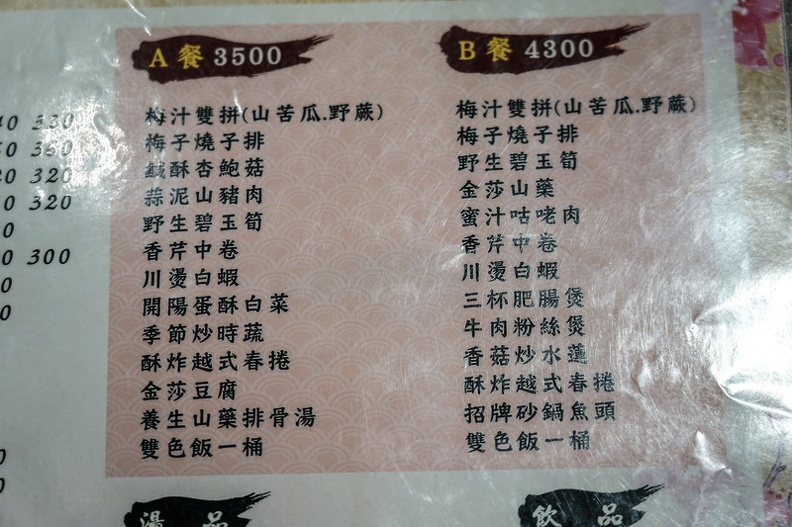 A餐 3500
梅汁雙拼(山苦瓜.野蕨)
梅子燒子排
鹹酥杏鮑菇
蒜泥山豬肉
野生碧玉筍
香芹中卷
川燙白蝦
開陽蛋酥白菜
季節炒時蔬
酥炸越式春捲
金莎豆腐
養生山藥排骨湯
雙色飯一桶
B餐 4300
梅汁雙拼(山苦瓜.野蕨)
梅子燒子排
野生碧玉筍
金莎山藥
蜜汁咕咾肉
香芹中卷
川燙白蝦
三杯肥腸煲
牛肉粉絲煲
香菇炒水蓮
酥炸越式春捲
招牌砂鍋魚頭
雙色飯一桶
330
320
320
300
湯品
飲品